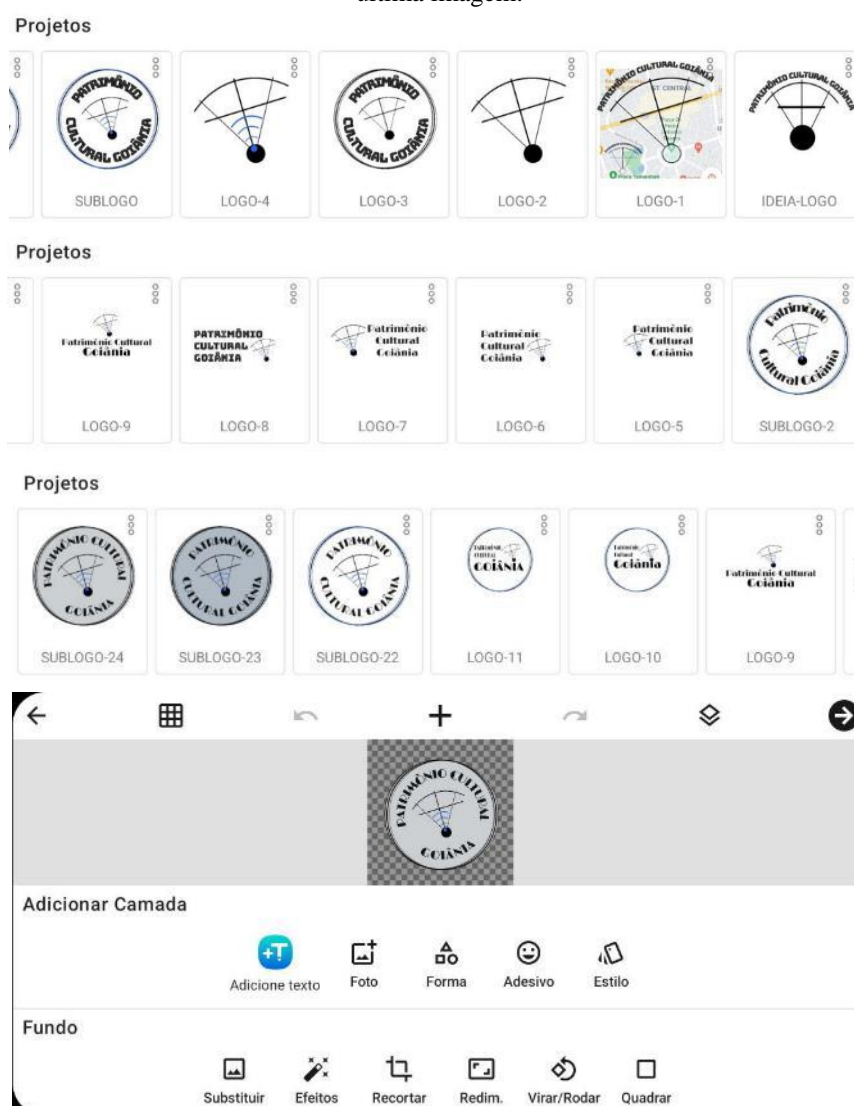 última imagem.
Projetos
PATRIMÔNIO
CULTURAL GOIÂNIA
PATRIMÔNIO
CULTURAL GOIÂNIA
PATRIMÔNIO CULTURAL GOIÂNIA
ST CENTRAL
PATRIMÔNIO CULTURAL GOIÂNIA
SUBLOGO LOGO-4 LOGO-3 LOGO-2 LOGO-1 IDEIA-LOGO
Projetos
Patrimônio Cultural
Goiânia
PATRIMÔNIO
CULTURAL
GOIÂNIA
Patrimônio
Cultural
Goiânia
Patrimônio
Cultural
Goiânia
Patrimônio
Cultural
Goiânia
Patrimônio
Cultural Goiânia
LOGO-9 LOGO-8 LOGO-7 LOGO-6 LOGO-5 SUBLOGO-2
Projetos
PATRIMÔNIO CULTURAL
GOIÂNIA
PATRIMÔNIO
CULTURAL GOIÂNIA
PATRIMÔNIO
CULTURAL GOIÂNIA
GOIÂNIA
Goiânia
Patrimônio Cultural
Goiânia
SUBLOGO-24 SUBLOGO-23 SUBLOGO-22 LOGO-11 LOGO-10 LOGO-9
PATRIMÔNIO CULTURAL
GOIÂNIA
Adicionar Camada
+T
Adicione texto Foto Forma Adesivo Estilo
Fundo
Substituir Efeitos Recortar Redim. Virar/Rodar Quadrar